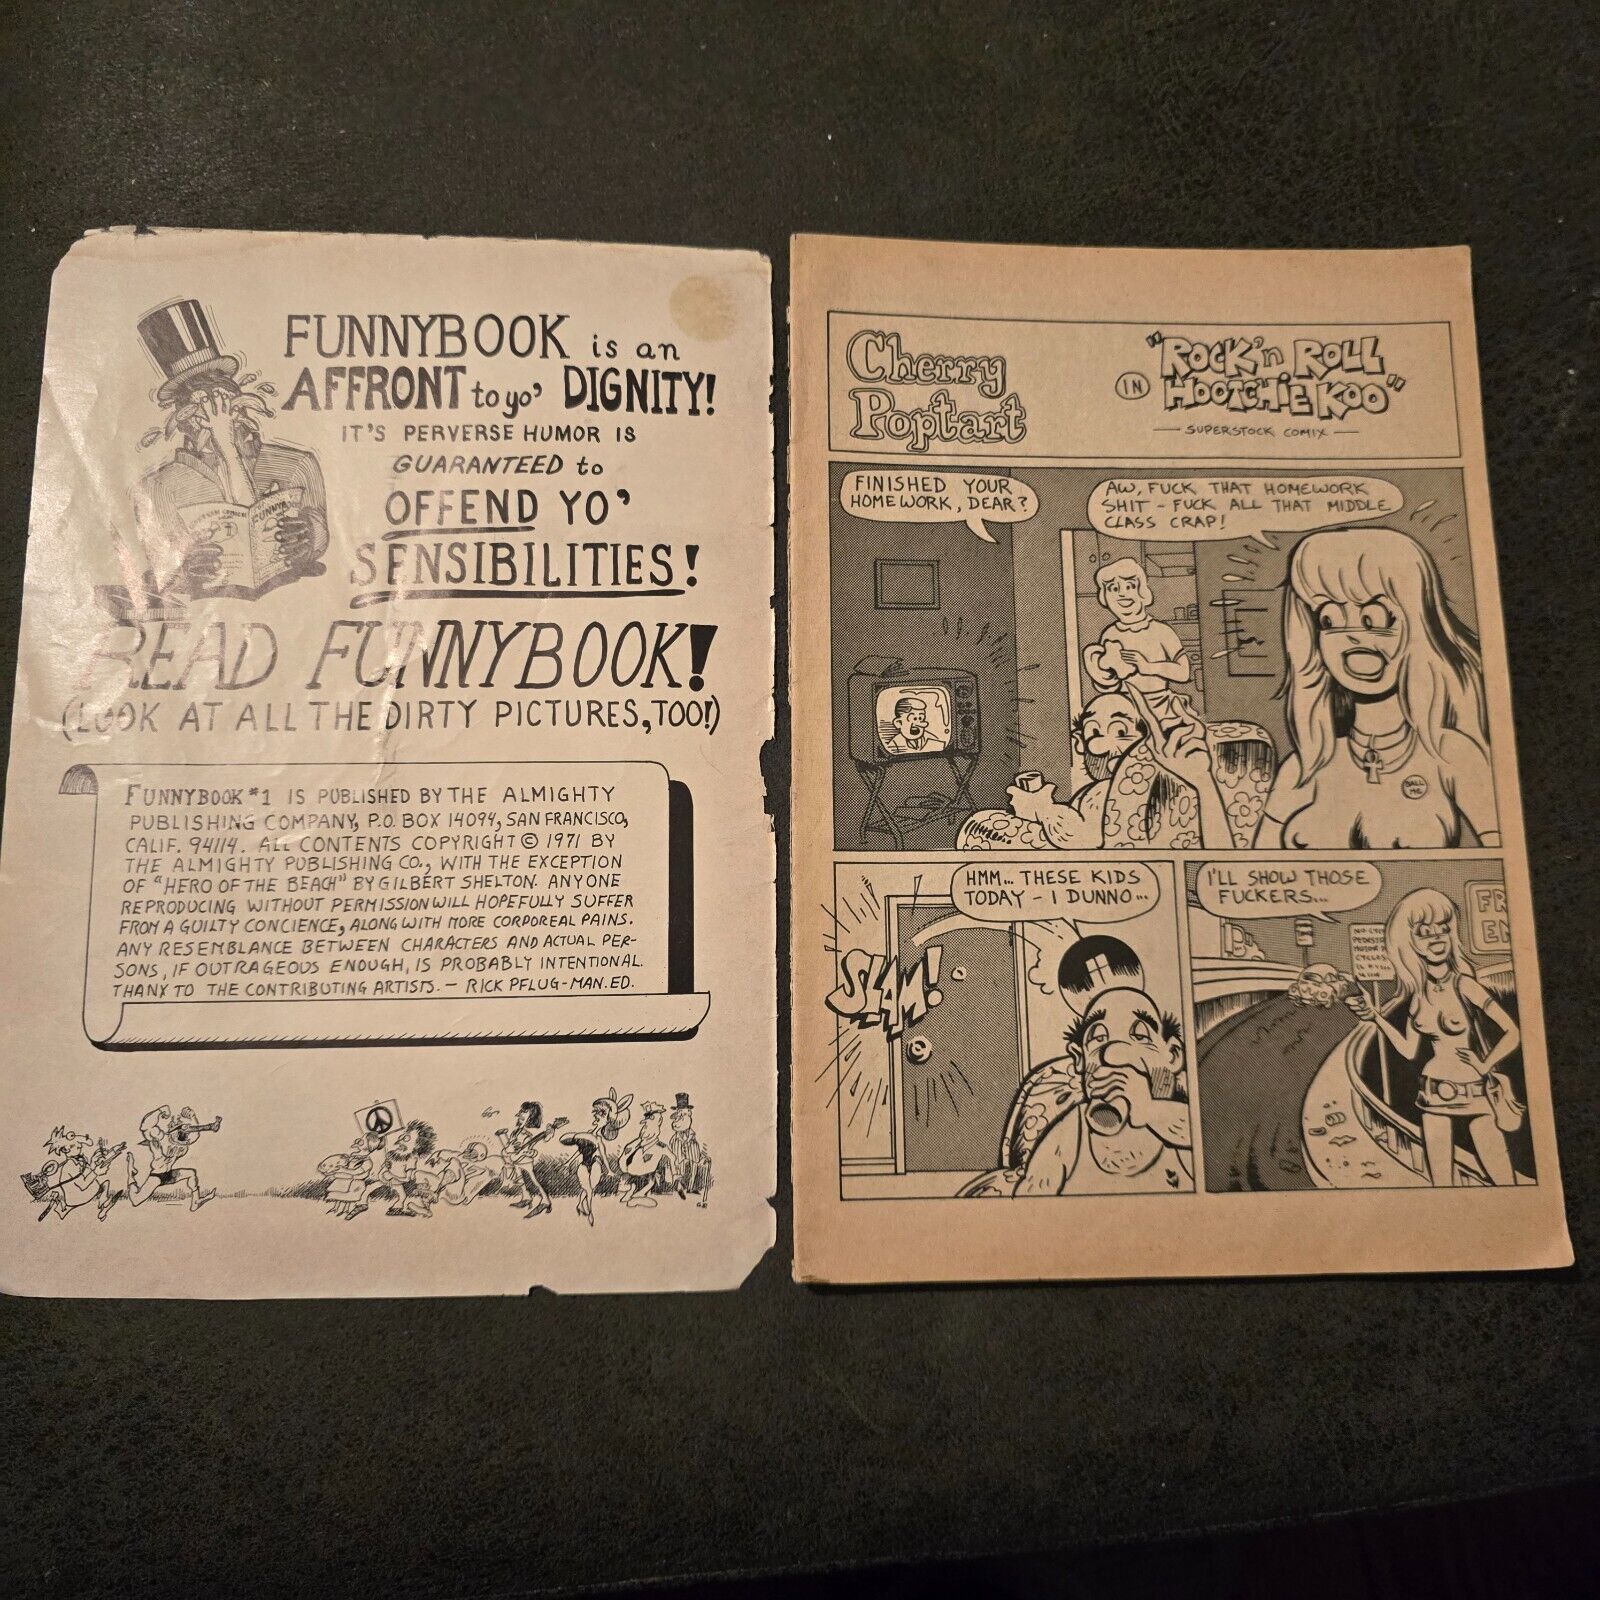 FUNNYBOOK is an
AFFRONT to yo' DIGNITY!
IT'S PERVERSE HUMOR IS
GUARANTEED to
OFFEND YO'
SENSIBILITIES!
READ FUNNYBOOK!
(LOOK AT ALL THE DIRTY PICTURES, TOO!)
FUNNYBOOK #1 IS PUBLISHED BY THE ALMIGHTY
PUBLISHING COMPANY, P.O. BOX 14094, SAN FRANCISCO,
CALIF. 94114. ALL CONTENTS COPYRIGHT © 1971 BY
THE ALMIGHTY PUBLISHING CO., WITH THE EXCEPTION
OF "HERO OF THE BEACH" BY GILBERT SHELTON. ANYONE
REPRODUCING WITHOUT PERMISSION WILL HOPEFULLY SUFFER
FROM A GUILTY CONCIENCE, ALONG WITH MORE CORPOREAL PAINS.
ANY RESEMBLANCE BETWEEN CHARACTERS AND ACTUAL PER-
SONS, IF OUTRAGEOUS ENOUGH, IS PROBABLY INTENTIONAL.
THANX TO THE CONTRIBUTING ARTISTS. — RICK PFLUG-MAN. ED.
Cherry
Poptart
IN
"ROCK'n ROLL
HOOTCHIE KOO"
— SUPERSTOCK COMIX —
FINISHED YOUR
HOMEWORK, DEAR?
AW, FUCK THAT HOMEWORK
SHIT - FUCK ALL THAT MIDDLE
CLASS CRAP!
BALL
ME
HMM... THESE KIDS
TODAY - I DUNNO...
SLAM!
I'LL SHOW THOSE
FUCKERS...
FR
EN